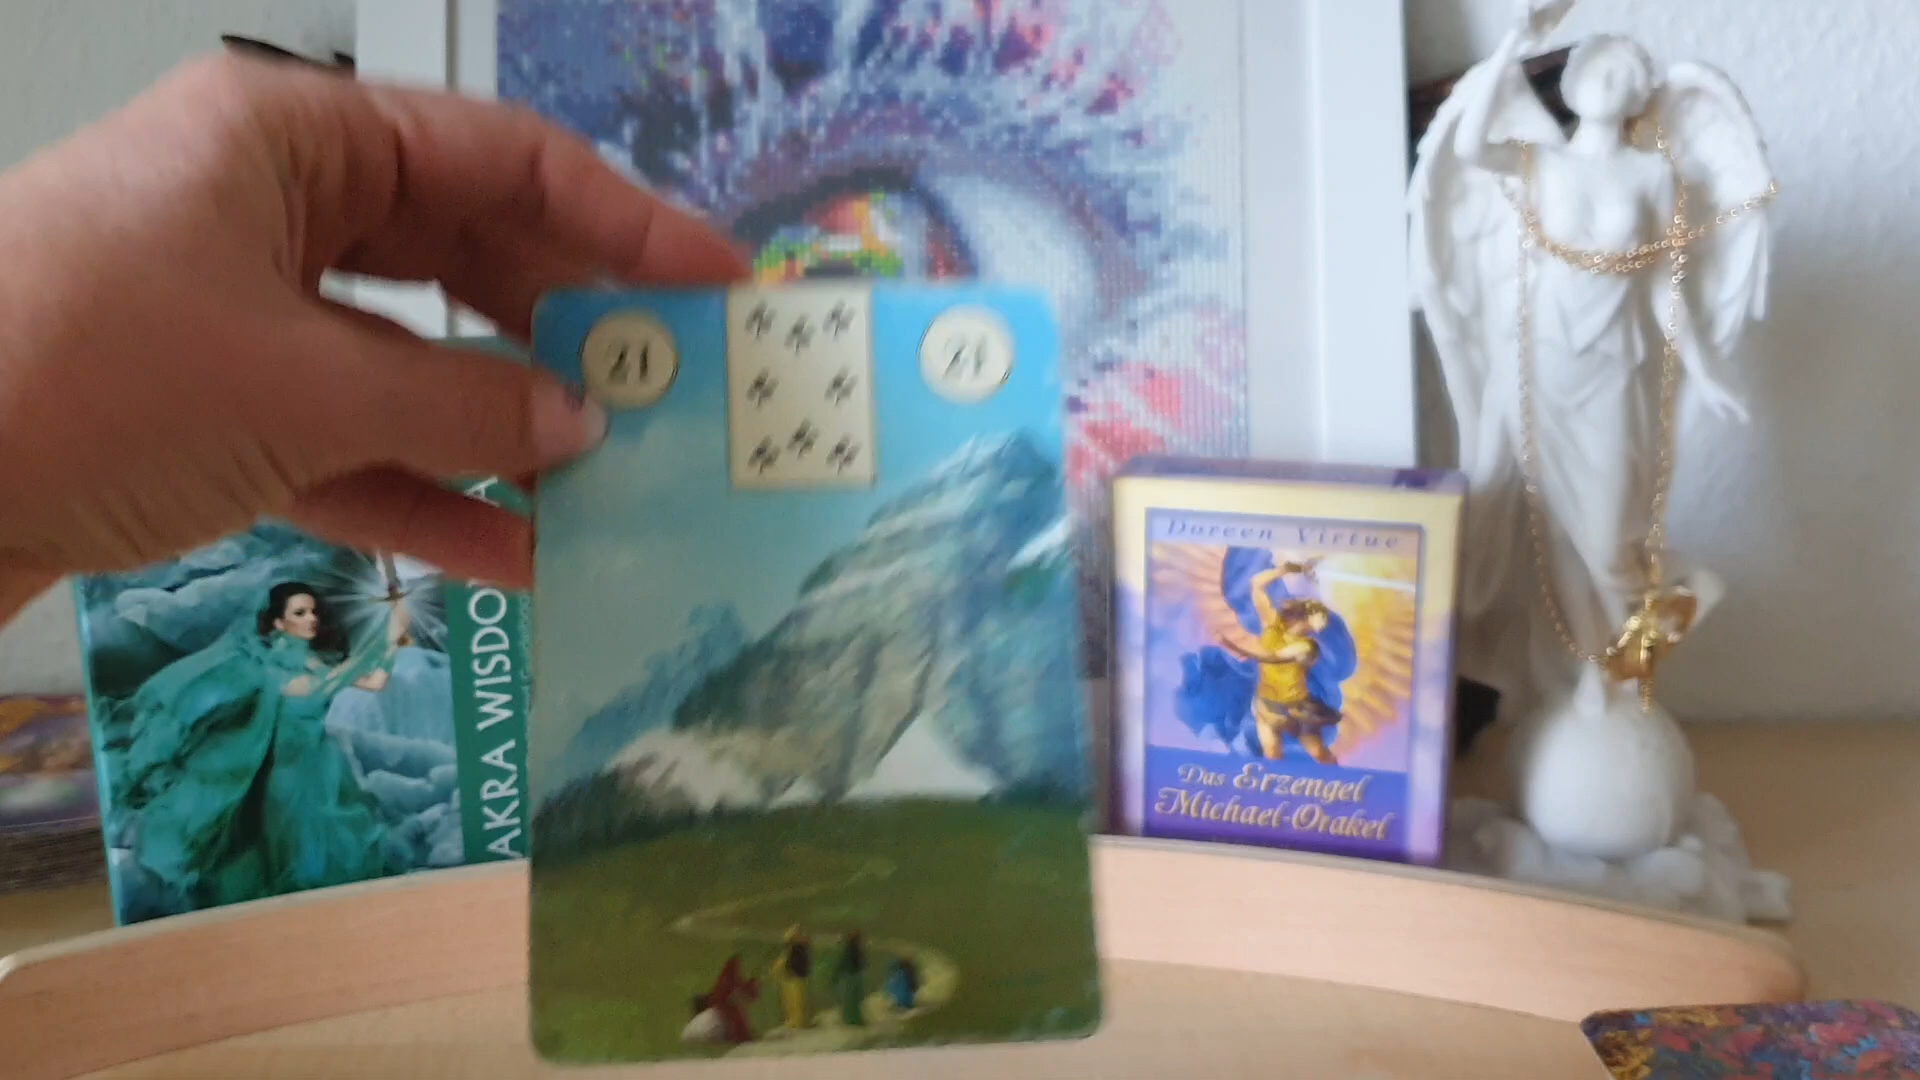 21 21
AKRA WISDO
A
Doreen Virtue
Das Erzengel
Michael-Orakel